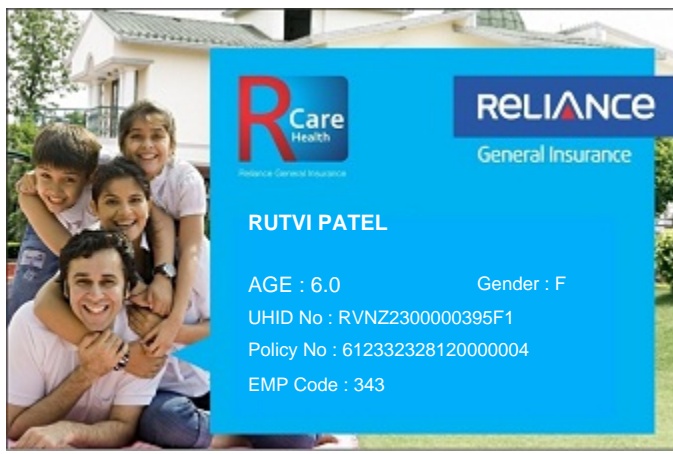 R Care
Health
Reliance General Insurance
RELIANCE
General Insurance
RUTVI PATEL
AGE : 6.0
Gender : F
UHID No : RVNZ2300000395F1
Policy No : 612332328120000004
EMP Code : 343